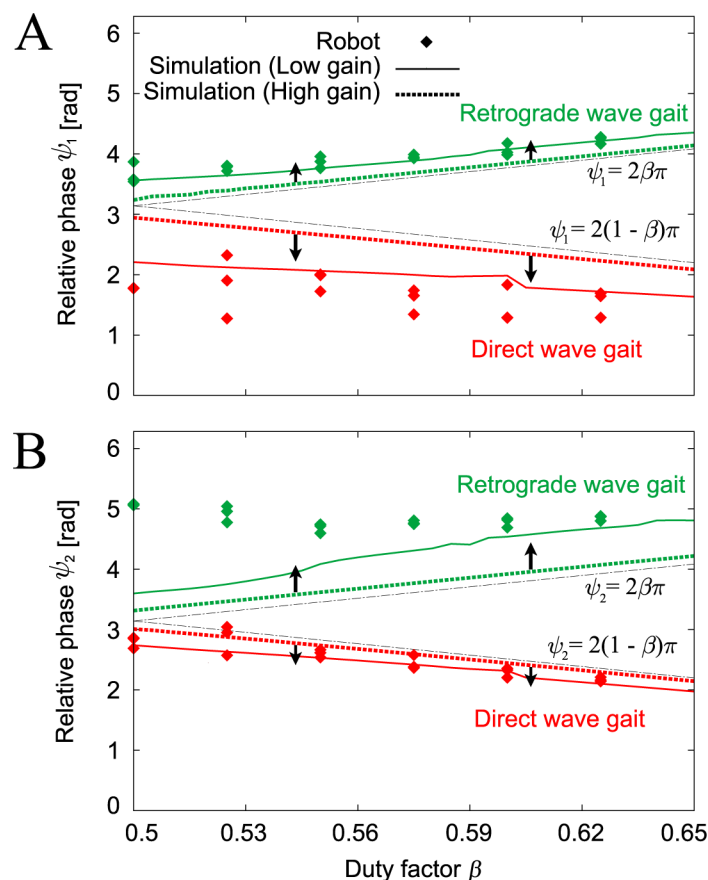 A
Relative phase ψ₁ [rad]
6
5
4
3
2
1
0
Robot
Simulation (Low gain)
Simulation (High gain)
Retrograde wave gait
ψ₁ = 2βπ
ψ₁ = 2(1 - β)π
Direct wave gait
B
Relative phase ψ₂ [rad]
6
5
4
3
2
1
0
Retrograde wave gait
ψ₂ = 2βπ
ψ₂ = 2(1 - β)π
Direct wave gait
0.5 0.53 0.56 0.59 0.62 0.65
Duty factor β